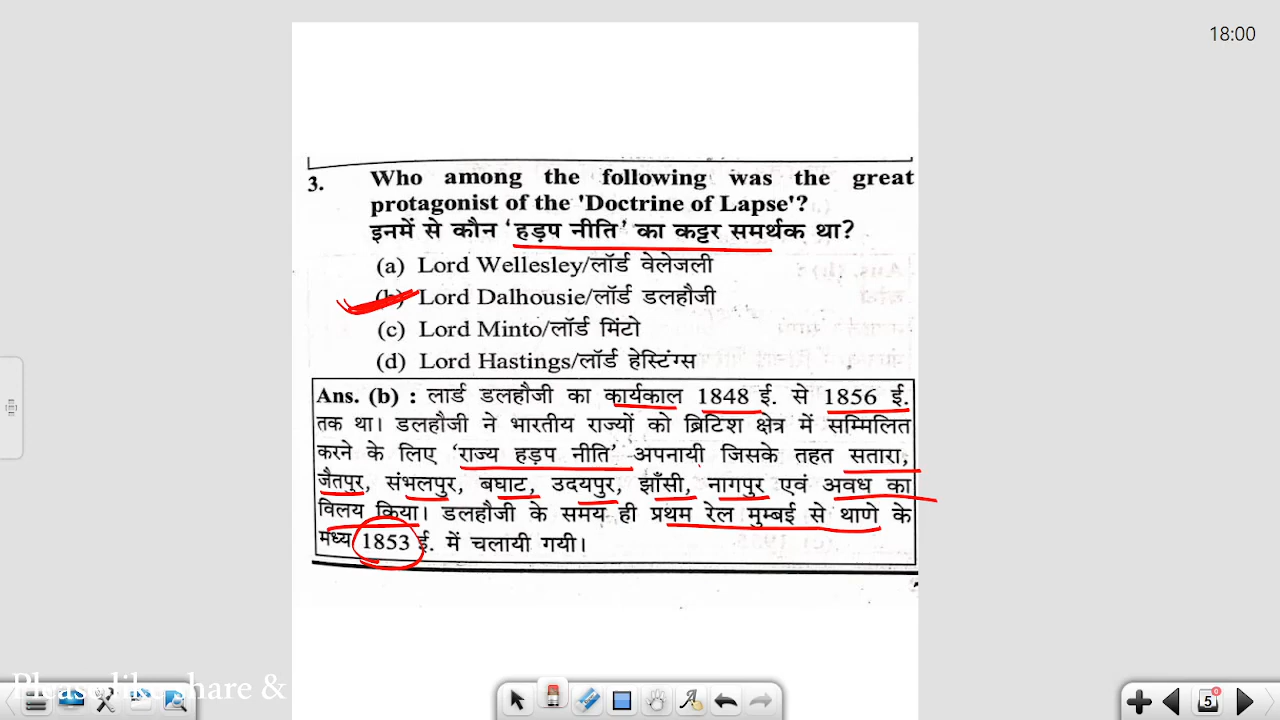 18:00
3. Who among the following was the great
protagonist of the 'Doctrine of Lapse'?
इनमें से कौन ‘हड़प नीति’ का कट्टर समर्थक था?
(a) Lord Wellesley/लॉर्ड वेलेजली
(b) Lord Dalhousie/लॉर्ड डलहौजी
(c) Lord Minto/लॉर्ड मिंटो
(d) Lord Hastings/लॉर्ड हेस्टिंग्स
Ans. (b) : लार्ड डलहौजी का कार्यकाल 1848 ई. से 1856 ई.
तक था। डलहौजी ने भारतीय राज्यों को ब्रिटिश क्षेत्र में सम्मिलित
करने के लिए ‘राज्य हड़प नीति’ अपनायी जिसके तहत सतारा,
जैतपुर, संभलपुर, बघाट, उदयपुर, झाँसी, नागपुर एवं अवध का
विलय किया। डलहौजी के समय ही प्रथम रेल मुम्बई से थाणे के
मध्य 1853 ई. में चलायी गयी।
Please like share &
5